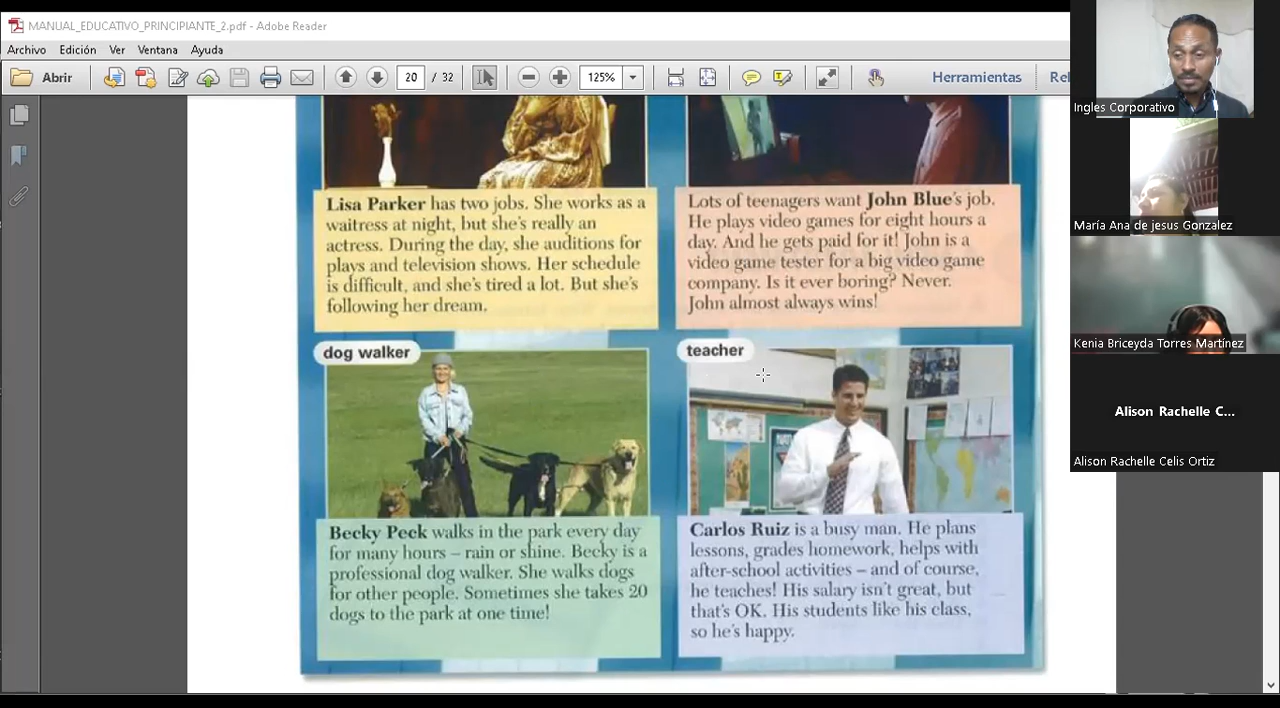 MANUAL_EDUCATIVO_PRINCIPIANTE_2.pdf - Adobe Reader
Archivo Edición Ver Ventana Ayuda
Abrir 20 / 32 125% Herramientas
Lisa Parker has two jobs. She works as a
waitress at night, but she's really an
actress. During the day, she auditions for
plays and television shows. Her schedule
is difficult, and she's tired a lot. But she's
following her dream.
Lots of teenagers want John Blue's job.
He plays video games for eight hours a
day. And he gets paid for it! John is a
video game tester for a big video game
company. Is it ever boring? Never.
John almost always wins!
dog walker
Becky Peck walks in the park every day
for many hours – rain or shine. Becky is a
professional dog walker. She walks dogs
for other people. Sometimes she takes 20
dogs to the park at one time!
teacher
Carlos Ruiz is a busy man. He plans
lessons, grades homework, helps with
after-school activities – and of course,
he teaches! His salary isn't great, but
that's OK. His students like his class,
so he's happy.
Ingles Corporativo
María Ana de jesus Gonzalez
Kenia Briceyda Torres Martínez
Alison Rachelle C...
Alison Rachelle Celis Ortiz